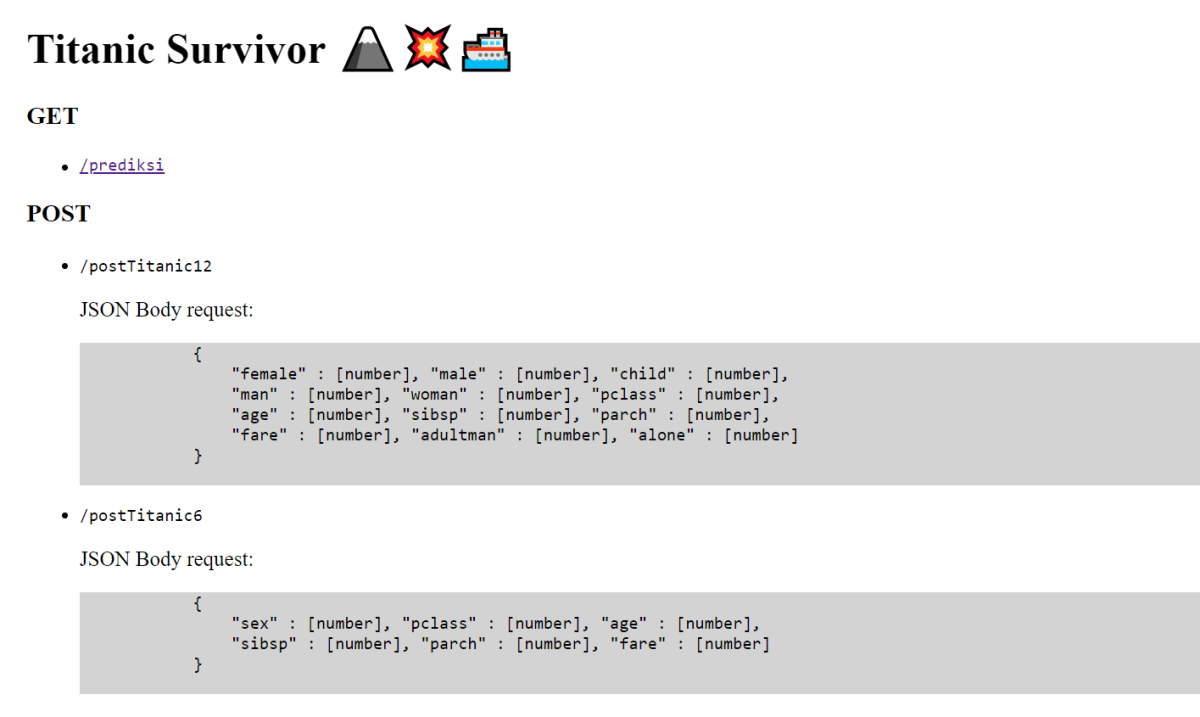 Titanic Survivor
GET
/prediksi
POST
/postTitanic12
JSON Body request:
{
"female" : [number], "male" : [number], "child" : [number],
"man" : [number], "woman" : [number], "pclass" : [number],
"age" : [number], "sibsp" : [number], "parch" : [number],
"fare" : [number], "adultman" : [number], "alone" : [number]
}
/postTitanic6
JSON Body request:
{
"sex" : [number], "pclass" : [number], "age" : [number],
"sibsp" : [number], "parch" : [number], "fare" : [number]
}